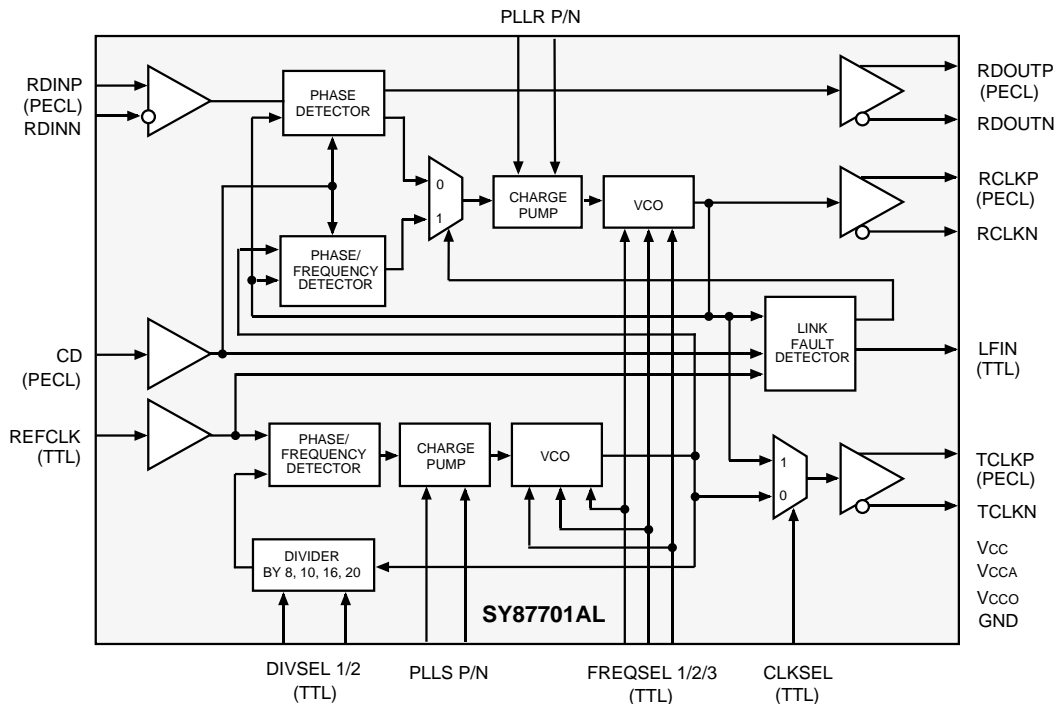 PLLR P/N
RDINP
(PECL)
RDINN
PHASE
DETECTOR
RDOUTP
(PECL)
RDOUTN
0
1
CHARGE
PUMP
VCO
RCLKP
(PECL)
RCLKN
PHASE/
FREQUENCY
DETECTOR
LINK
FAULT
DETECTOR
CD
(PECL)
LFIN
(TTL)
REFCLK
(TTL)
PHASE/
FREQUENCY
DETECTOR
CHARGE
PUMP
VCO
1
0
TCLKP
(PECL)
TCLKN
DIVIDER
BY 8, 10, 16, 20
VCC
VCCA
VCCO
GND
SY87701AL
DIVSEL 1/2
(TTL)
PLLS P/N
FREQSEL 1/2/3
(TTL)
CLKSEL
(TTL)